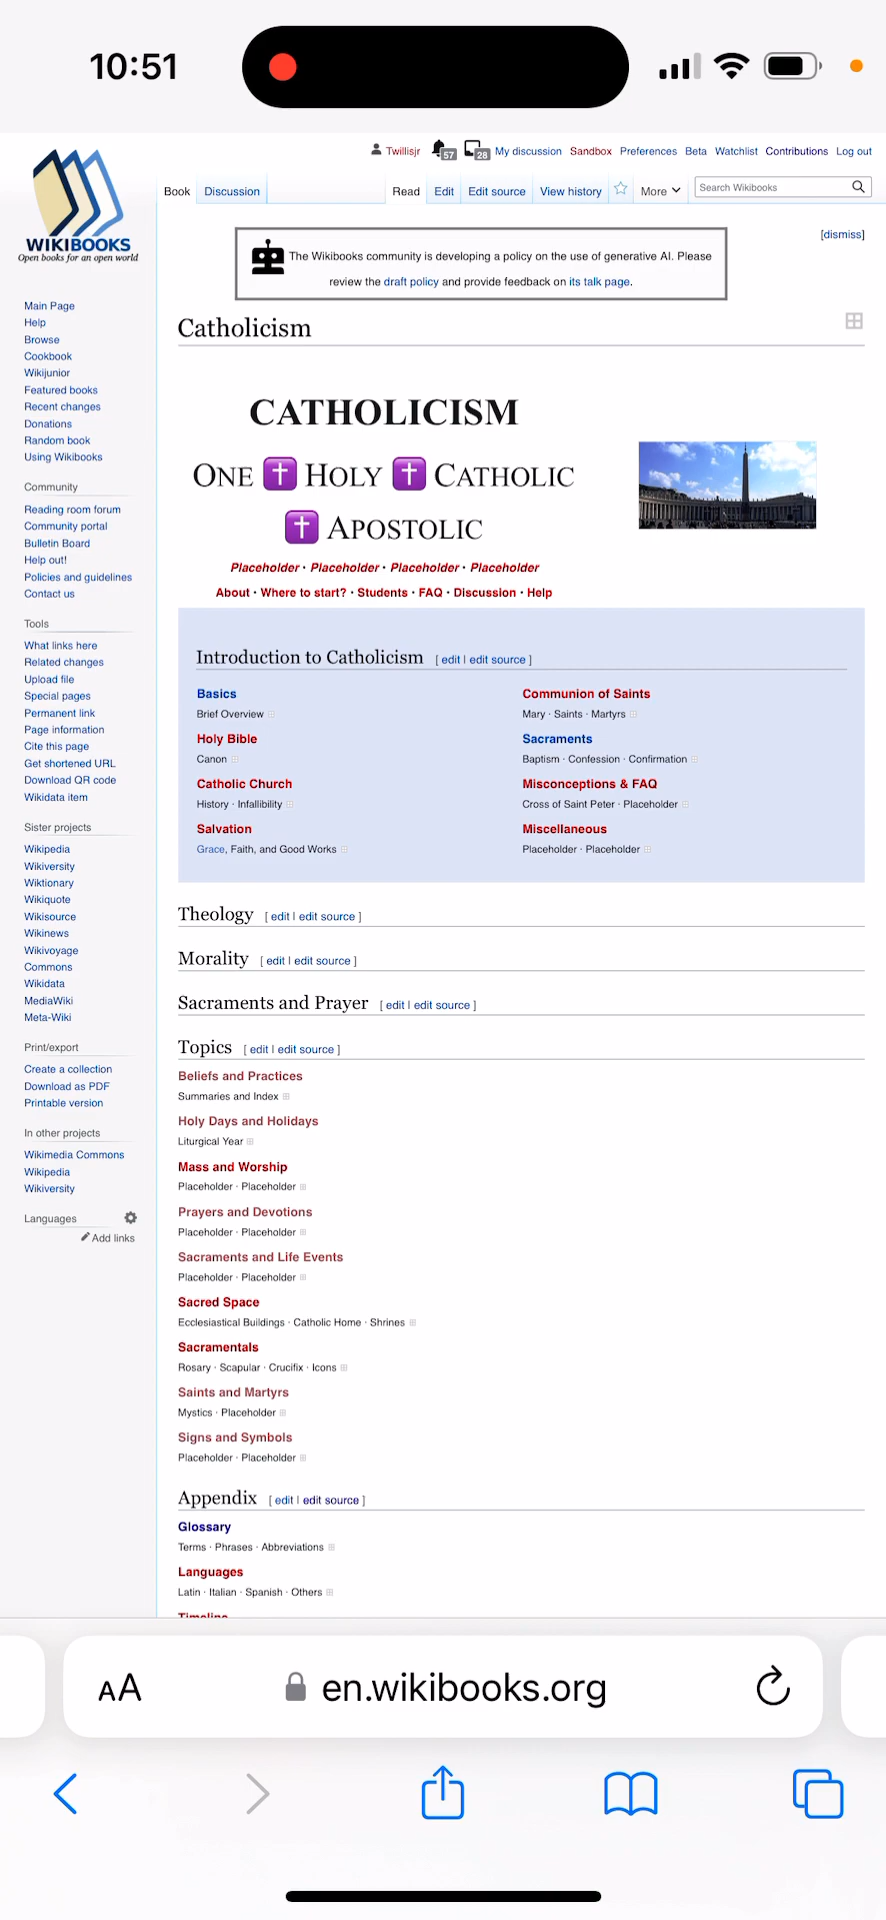 10:51
Twillisjr 57 28 My discussion Sandbox Preferences Beta Watchlist Contributions Log out
Book Discussion Read Edit Edit source View history More Search Wikibooks
WIKIBOOKS
Open books for an open world
[dismiss]
The Wikibooks community is developing a policy on the use of generative AI. Please
review the draft policy and provide feedback on its talk page.
Main Page
Help
Browse
Cookbook
Wikijunior
Featured books
Recent changes
Donations
Random book
Using Wikibooks
Community
Reading room forum
Community portal
Bulletin Board
Help out!
Policies and guidelines
Contact us
Tools
What links here
Related changes
Upload file
Special pages
Permanent link
Page information
Cite this page
Get shortened URL
Download QR code
Wikidata item
Sister projects
Wikipedia
Wikiversity
Wiktionary
Wikiquote
Wikisource
Wikinews
Wikivoyage
Commons
Wikidata
MediaWiki
Meta-Wiki
Print/export
Create a collection
Download as PDF
Printable version
In other projects
Wikimedia Commons
Wikipedia
Wikiversity
Languages
Add links
Catholicism
CATHOLICISM
ONE ✝ HOLY ✝ CATHOLIC
✝ APOSTOLIC
Placeholder · Placeholder · Placeholder · Placeholder
About · Where to start? · Students · FAQ · Discussion · Help
Introduction to Catholicism [ edit | edit source ]
Basics
Brief Overview
Holy Bible
Canon
Catholic Church
History · Infallibility
Salvation
Grace, Faith, and Good Works
Communion of Saints
Mary · Saints · Martyrs
Sacraments
Baptism · Confession · Confirmation
Misconceptions & FAQ
Cross of Saint Peter · Placeholder
Miscellaneous
Placeholder · Placeholder
Theology [ edit | edit source ]
Morality [ edit | edit source ]
Sacraments and Prayer [ edit | edit source ]
Topics [ edit | edit source ]
Beliefs and Practices
Summaries and Index
Holy Days and Holidays
Liturgical Year
Mass and Worship
Placeholder · Placeholder
Prayers and Devotions
Placeholder · Placeholder
Sacraments and Life Events
Placeholder · Placeholder
Sacred Space
Ecclesiastical Buildings · Catholic Home · Shrines
Sacramentals
Rosary · Scapular · Crucifix · Icons
Saints and Martyrs
Mystics · Placeholder
Signs and Symbols
Placeholder · Placeholder
Appendix [ edit | edit source ]
Glossary
Terms · Phrases · Abbreviations
Languages
Latin · Italian · Spanish · Others
Timeline
AA en.wikibooks.org